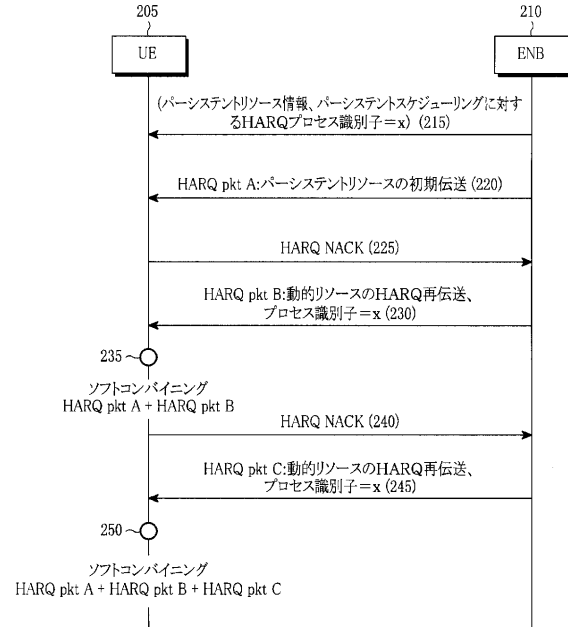 205
210
UE
ENB
(パーシステントリソース情報、パーシステントスケジューリングに対す
るHARQプロセス識別子＝x) (215)
HARQ pkt A:パーシステントリソースの初期伝送 (220)
HARQ NACK (225)
HARQ pkt B:動的リソースのHARQ再伝送、
プロセス識別子＝x (230)
235
ソフトコンバイニング
HARQ pkt A + HARQ pkt B
HARQ NACK (240)
HARQ pkt C:動的リソースのHARQ再伝送、
プロセス識別子＝x (245)
250
ソフトコンバイニング
HARQ pkt A + HARQ pkt B + HARQ pkt C